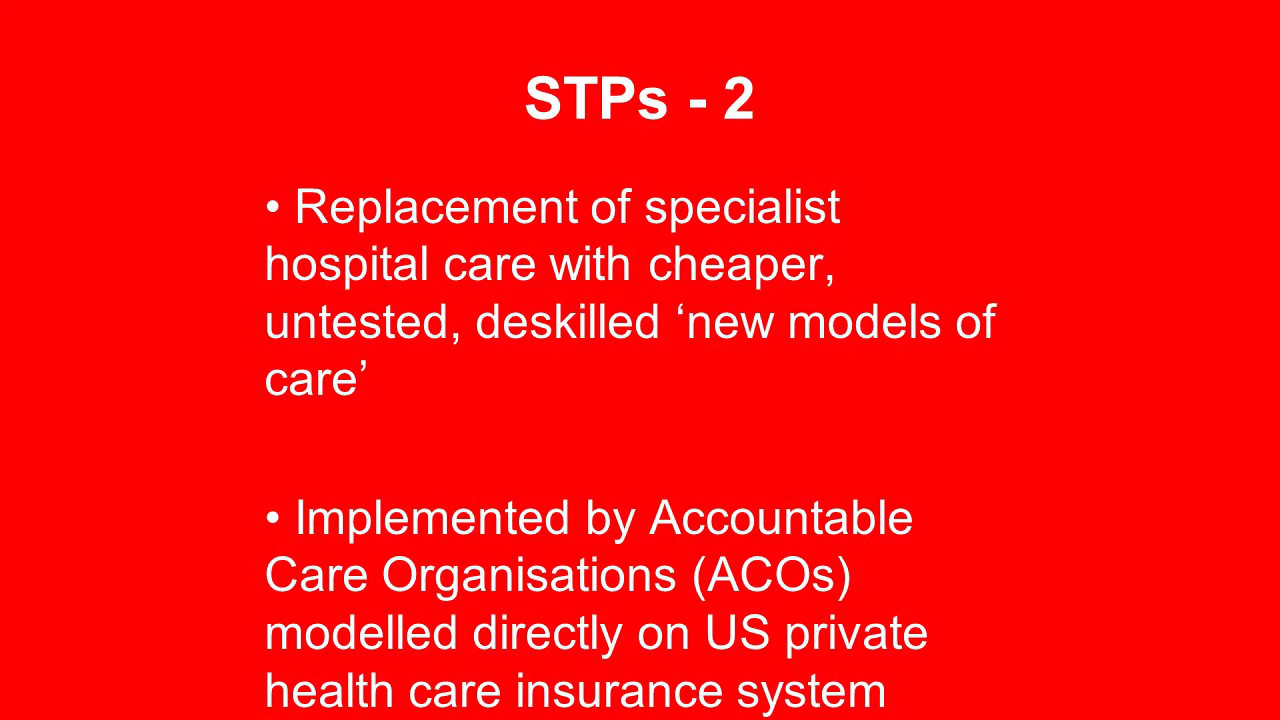 STPs - 2
• Replacement of specialist
hospital care with cheaper,
untested, deskilled ‘new models of
care’
• Implemented by Accountable
Care Organisations (ACOs)
modelled directly on US private
health care insurance system